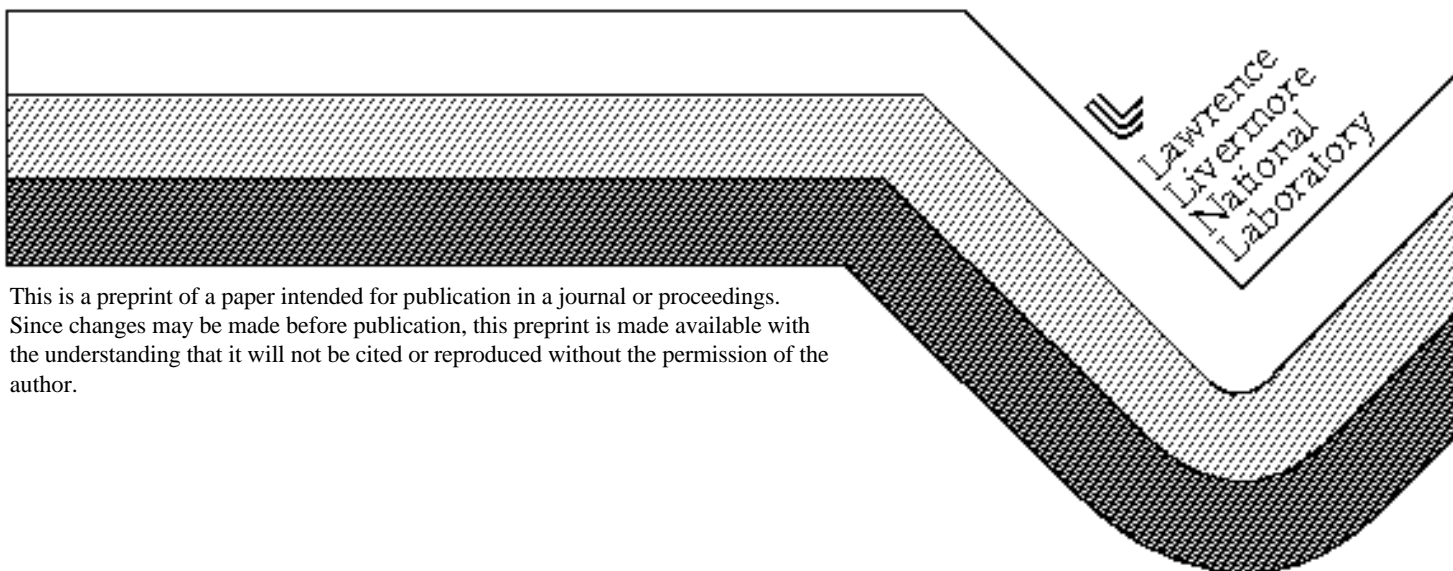 Lawrence
Livermore
National
Laboratory
This is a preprint of a paper intended for publication in a journal or proceedings.
Since changes may be made before publication, this preprint is made available with
the understanding that it will not be cited or reproduced without the permission of the
author.